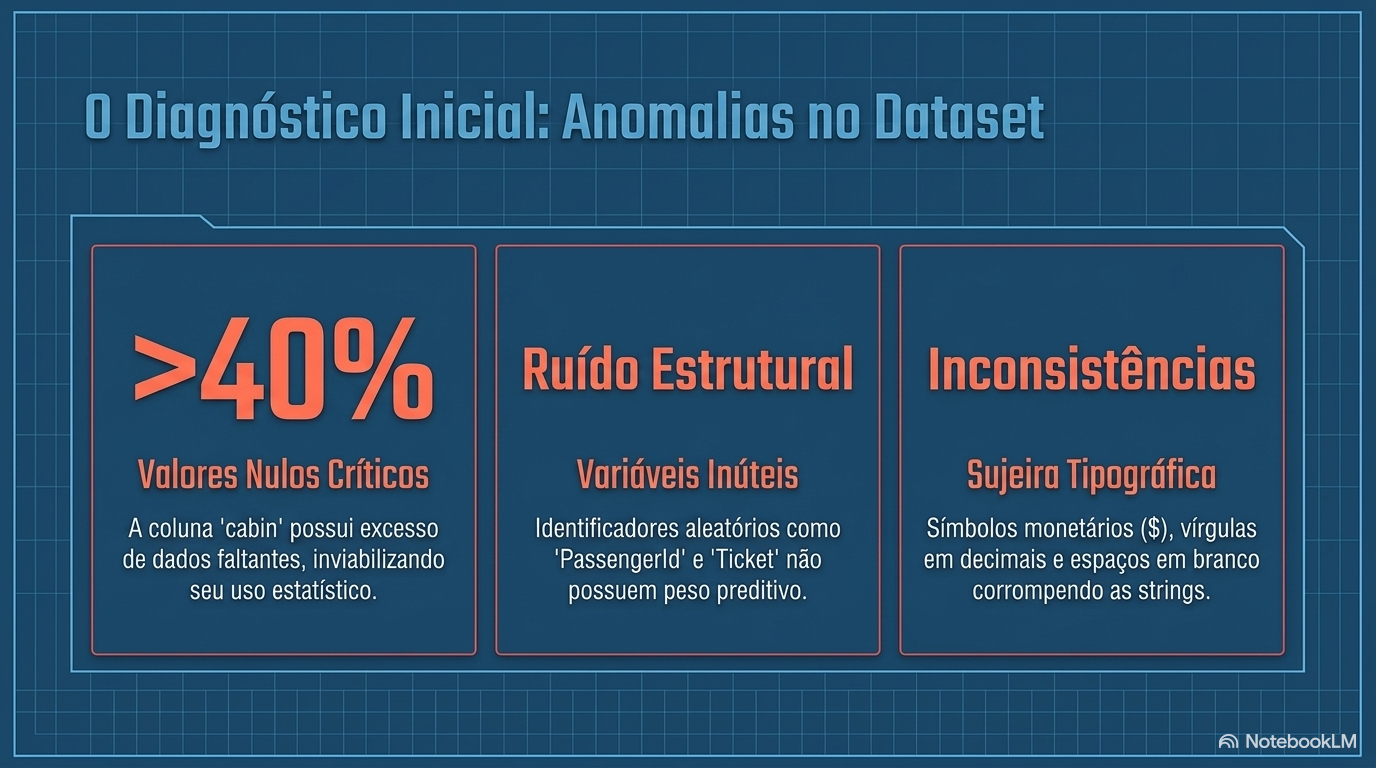 O Diagnóstico Inicial: Anomalias no Dataset
>40%
Valores Nulos Críticos
A coluna 'cabin' possui excesso
de dados faltantes, inviabilizando
seu uso estatístico.
Ruído Estrutural
Variáveis Inúteis
Identificadores aleatórios como
'PassengerId' e 'Ticket' não
possuem peso preditivo.
Inconsistências
Sujeira Tipográfica
Símbolos monetários ($), vírgulas
em decimais e espaços em branco
corrompendo as strings.
NotebookLM